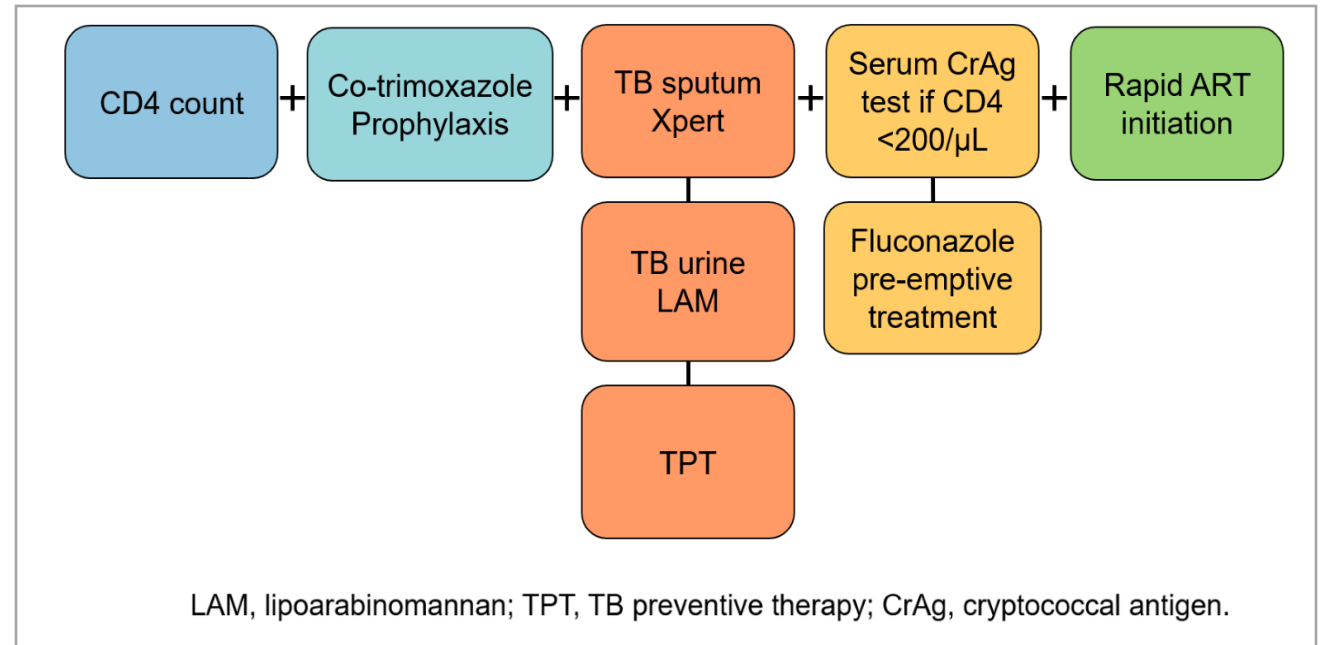 CD4 count
+
Co-trimoxazole
Prophylaxis
+
TB sputum
Xpert
+
Serum CrAg
test if CD4
<200/µL
+
Rapid ART
initiation
TB urine
LAM
Fluconazole
pre-emptive
treatment
TPT
LAM, lipoarabinomannan; TPT, TB preventive therapy; CrAg, cryptococcal antigen.